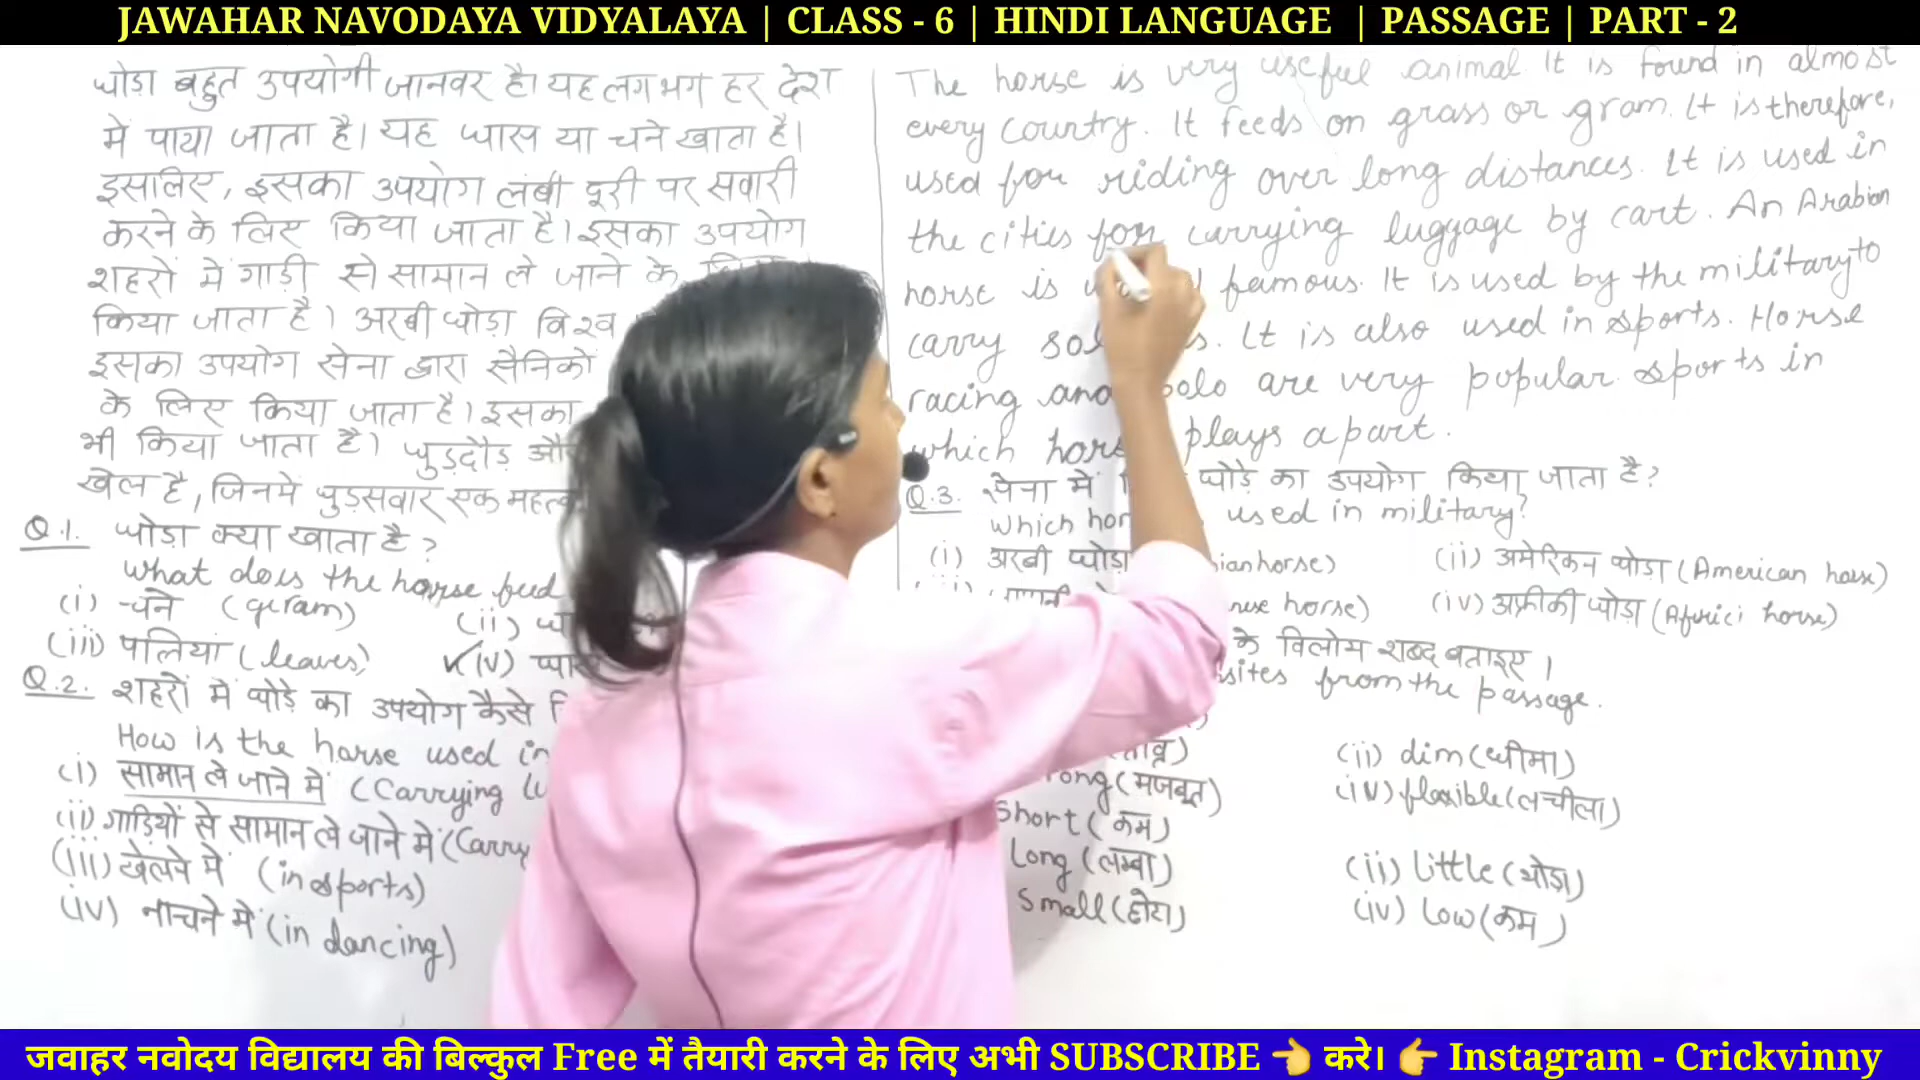 JAWAHAR NAVODAYA VIDYALAYA | CLASS - 6 | HINDI LANGUAGE | PASSAGE | PART - 2
घोड़ा बहुत उपयोगी जानवर है। यह लगभग हर देश
में पाया जाता है। यह घास या चने खाता है।
इसलिए, इसका उपयोग लंबी दूरी पर सवारी
करने के लिए किया जाता है। इसका उपयोग
शहरों में गाड़ी से सामान ले जाने के
किया जाता है। अरबी घोड़ा विश्व
इसका उपयोग सेना द्वारा सैनिकों
के लिए किया जाता है। इसका
भी किया जाता है। घुड़दौड़
खेल है, जिनमें घुड़सवार एक
Q.1. घोड़ा क्या खाता है?
What does the horse feed
(i) चने (gram) (ii)
(iii) पत्तियां (leaves) ✓(iv)
Q.2. शहरों में घोड़े का उपयोग कैसे
How is the horse used in
(i) सामान ले जाने में (Carrying
(ii) गाड़ियों से सामान ले जाने में (Carry
(iii) खेलने में (in sports)
(iv) नाचने में (in dancing)
The horse is very useful animal. It is found in almost
every country. It feeds on grass or gram. It is therefore,
used for riding over long distances. It is used in
the cities for carrying luggage by cart. An Arabian
horse is famous. It is used by the military to
carry It is also used in sports. Horse
racing and polo are very popular sports in
which plays a part.
Q.3. सेना में घोड़े का उपयोग किया जाता है?
Which used in military?
(i) अरबी घोड़ा horse) (ii) अमेरिकन घोड़ा (American horse)
horse) (iv) अफ्रीकी घोड़ा (Africi horse)
के विलोम शब्द बताइए।
from the passage.
(ii) dim (धीमा)
(मजबूत) (iv) flexible (लचीला)
Short (कम)
Long (लम्बा) (ii) little (थोड़ा)
Small (छोटा) (iv) Low (कम)
जवाहर नवोदय विद्यालय की बिल्कुल Free में तैयारी करने के लिए अभी SUBSCRIBE 👈 करे। 👉 Instagram - Crickvinny